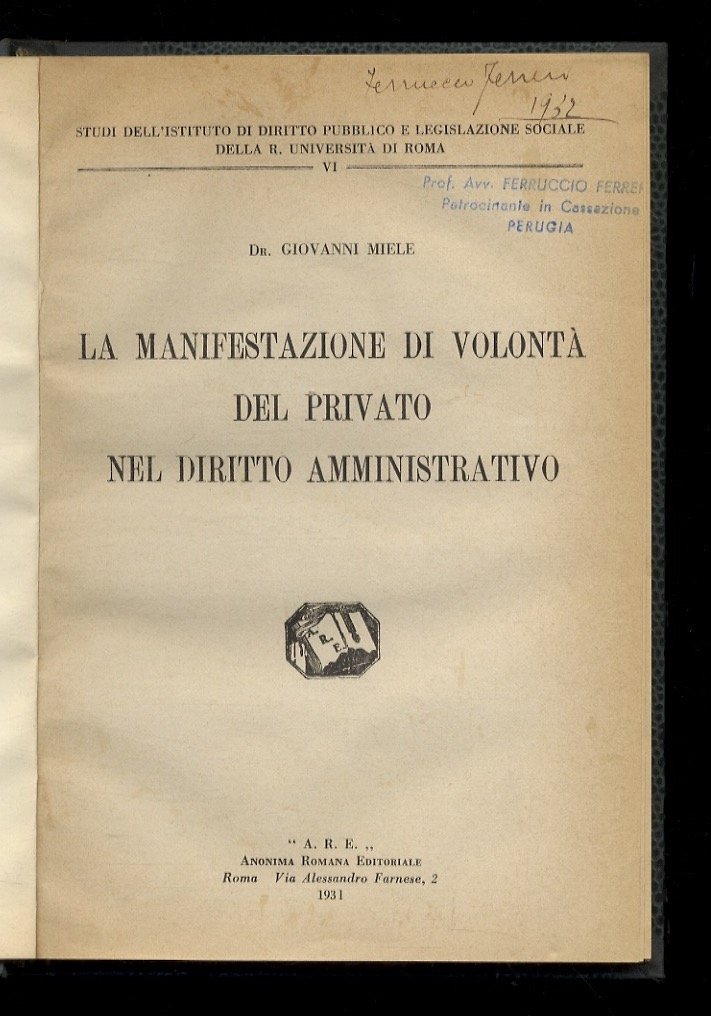 Ferruccio Ferrero
1932
STUDI DELL'ISTITUTO DI DIRITTO PUBBLICO E LEGISLAZIONE SOCIALE
DELLA R. UNIVERSITÀ DI ROMA
VI
Prof. Avv. FERRUCCIO FERRER
Patrocinante in Cassazione
PERUGIA
DR. GIOVANNI MIELE
LA MANIFESTAZIONE DI VOLONTÀ
DEL PRIVATO
NEL DIRITTO AMMINISTRATIVO
A. R. E.
“ A. R. E. „
ANONIMA ROMANA EDITORIALE
Roma Via Alessandro Farnese, 2
1931